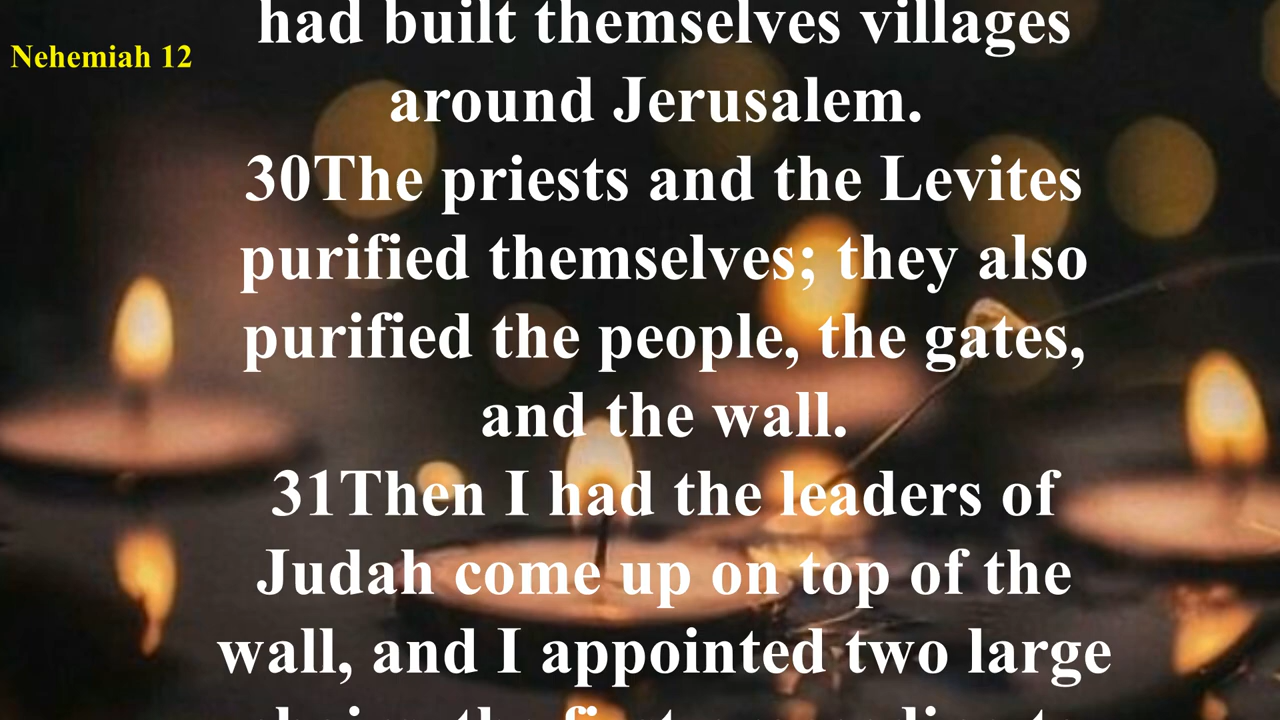 had built themselves villages
Nehemiah 12
around Jerusalem.
30The priests and the Levites
purified themselves; they also
purified the people, the gates,
and the wall.
31Then I had the leaders of
Judah come up on top of the
wall, and I appointed two large